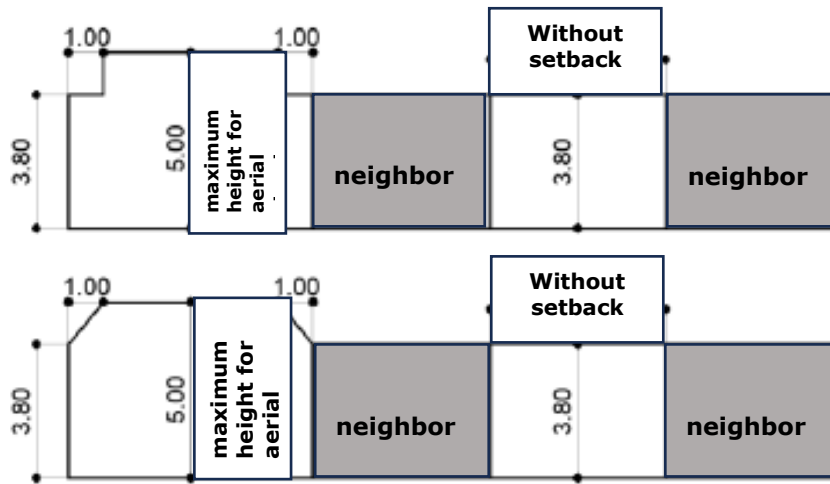 1.00
1.00
Without
setback
3.80
5.00
maximum
height for
aerial
neighbor
3.80
neighbor
1.00
1.00
Without
setback
3.80
5.00
maximum
height for
aerial
neighbor
3.80
neighbor